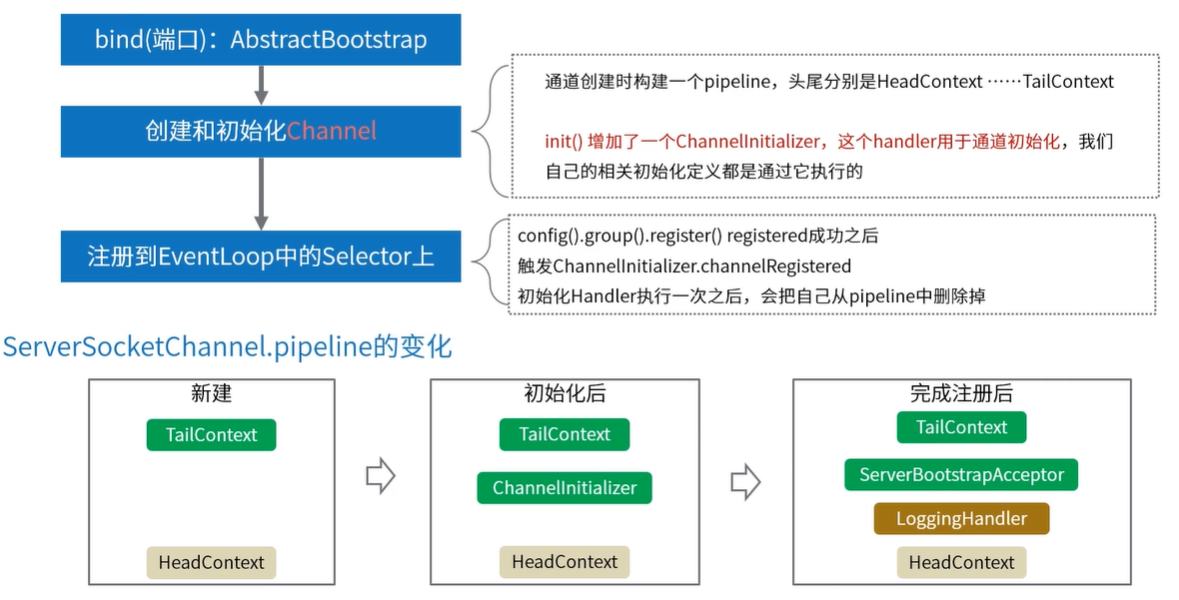 bind(端口)：AbstractBootstrap
创建和初始化Channel
通道创建时构建一个pipeline，头尾分别是HeadContext ……TailContext
init() 增加了一个ChannelInitializer，这个handler用于通道初始化，我们
自己的相关初始化定义都是通过它执行的
注册到EventLoop中的Selector上
config().group().register() registered成功之后
触发ChannelInitializer.channelRegistered
初始化Handler执行一次之后，会把自己从pipeline中删除掉
ServerSocketChannel.pipeline的变化
新建
TailContext
HeadContext
初始化后
TailContext
ChannelInitializer
HeadContext
完成注册后
TailContext
ServerBootstrapAcceptor
LoggingHandler
HeadContext